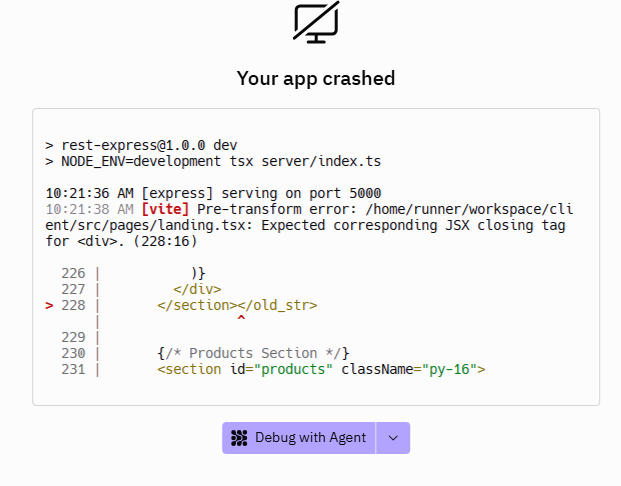 Your app crashed
> rest-express@1.0.0 dev
> NODE_ENV=development tsx server/index.ts
10:21:36 AM [express] serving on port 5000
10:21:38 AM [vite] Pre-transform error: /home/runner/workspace/cli
ent/src/pages/landing.tsx: Expected corresponding JSX closing tag
for <div>. (228:16)
  226 |           )}
  227 |         </div>
> 228 |       </section></old_str>
      |                 ^
  229 |
  230 |       {/* Products Section */}
  231 |       <section id="products" className="py-16">
Debug with Agent